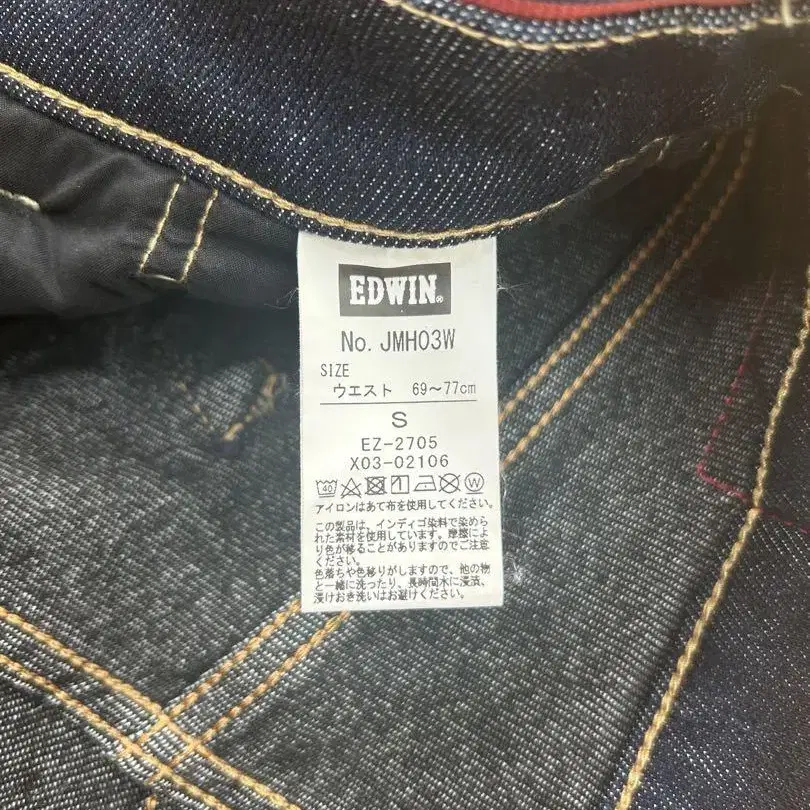 EDWIN®
No. JMH03W
SIZE
ウエスト 69～77cm
S
EZ-2705
X03-02106
40 1 W
アイロンはあて布を使用してください。
この製品は、インディゴ染料で染めら
れた素材を使用しています。摩擦によ
り色が移ることがありますのでご注意
ください。
色落ちや色移りがしますので、他の物
と一緒に洗ったり、長時間水に浸漬、
浸けおき洗いはお避けください。